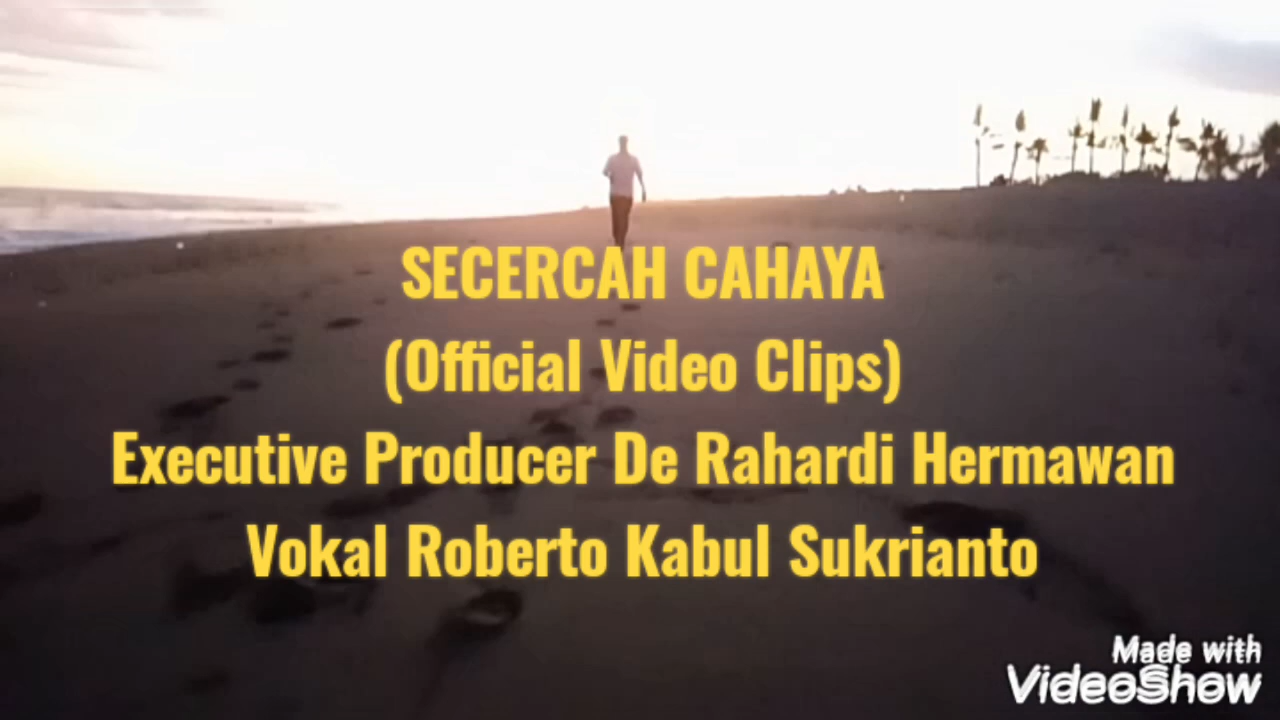 SECERCAH CAHAYA
(Official Video Clips)
Executive Producer De Rahardi Hermawan
Vokal Roberto Kabul Sukrianto
Made with
VideoShow